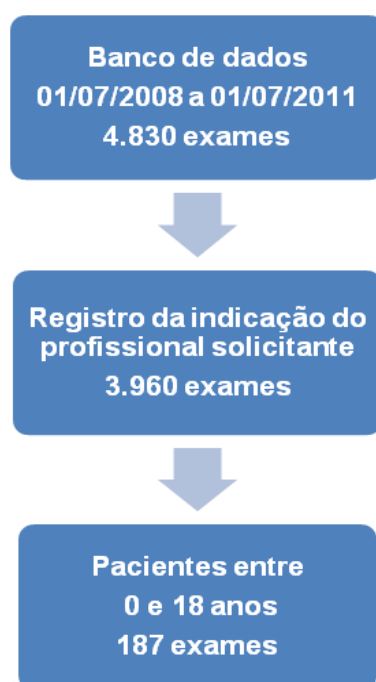 Banco de dados
01/07/2008 a 01/07/2011
4.830 exames
Registro da indicação do
profissional solicitante
3.960 exames
Pacientes entre
0 e 18 anos
187 exames